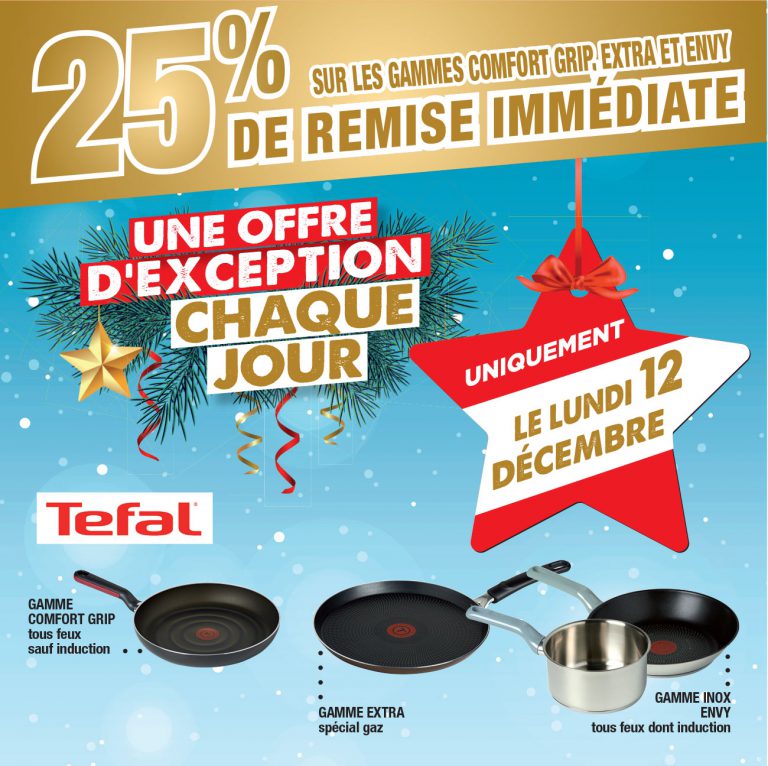 25%
SUR LES GAMMES COMFORT GRIP, EXTRA ET ENVY
DE REMISE IMMÉDIATE
UNE OFFRE
D'EXCEPTION
CHAQUE
JOUR
UNIQUEMENT
LE LUNDI 12
DÉCEMBRE
Tefal®
GAMME
COMFORT GRIP
tous feux
sauf induction
GAMME EXTRA
spécial gaz
GAMME INOX
ENVY
tous feux dont induction